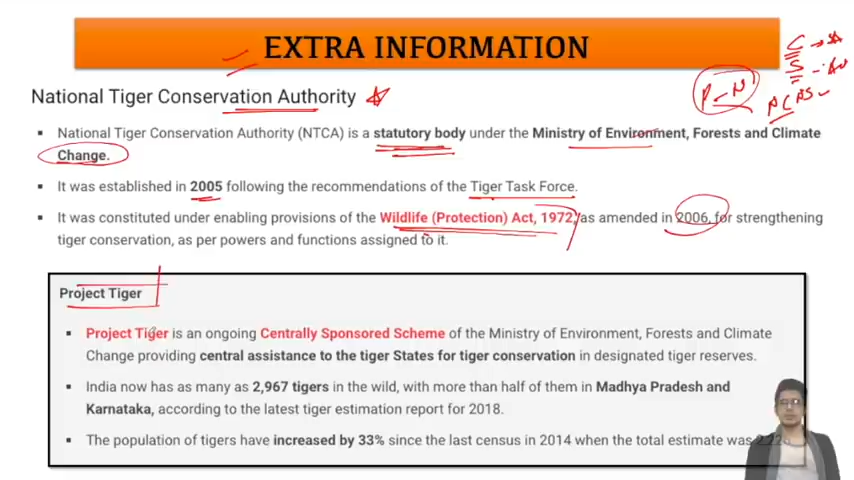 EXTRA INFORMATION
National Tiger Conservation Authority
▪ National Tiger Conservation Authority (NTCA) is a statutory body under the Ministry of Environment, Forests and Climate
Change.
▪ It was established in 2005 following the recommendations of the Tiger Task Force.
▪ It was constituted under enabling provisions of the Wildlife (Protection) Act, 1972, as amended in 2006, for strengthening
tiger conservation, as per powers and functions assigned to it.
Project Tiger
▪ Project Tiger is an ongoing Centrally Sponsored Scheme of the Ministry of Environment, Forests and Climate
Change providing central assistance to the tiger States for tiger conservation in designated tiger reserves.
▪ India now has as many as 2,967 tigers in the wild, with more than half of them in Madhya Pradesh and
Karnataka, according to the latest tiger estimation report for 2018.
▪ The population of tigers have increased by 33% since the last census in 2014 when the total estimate was